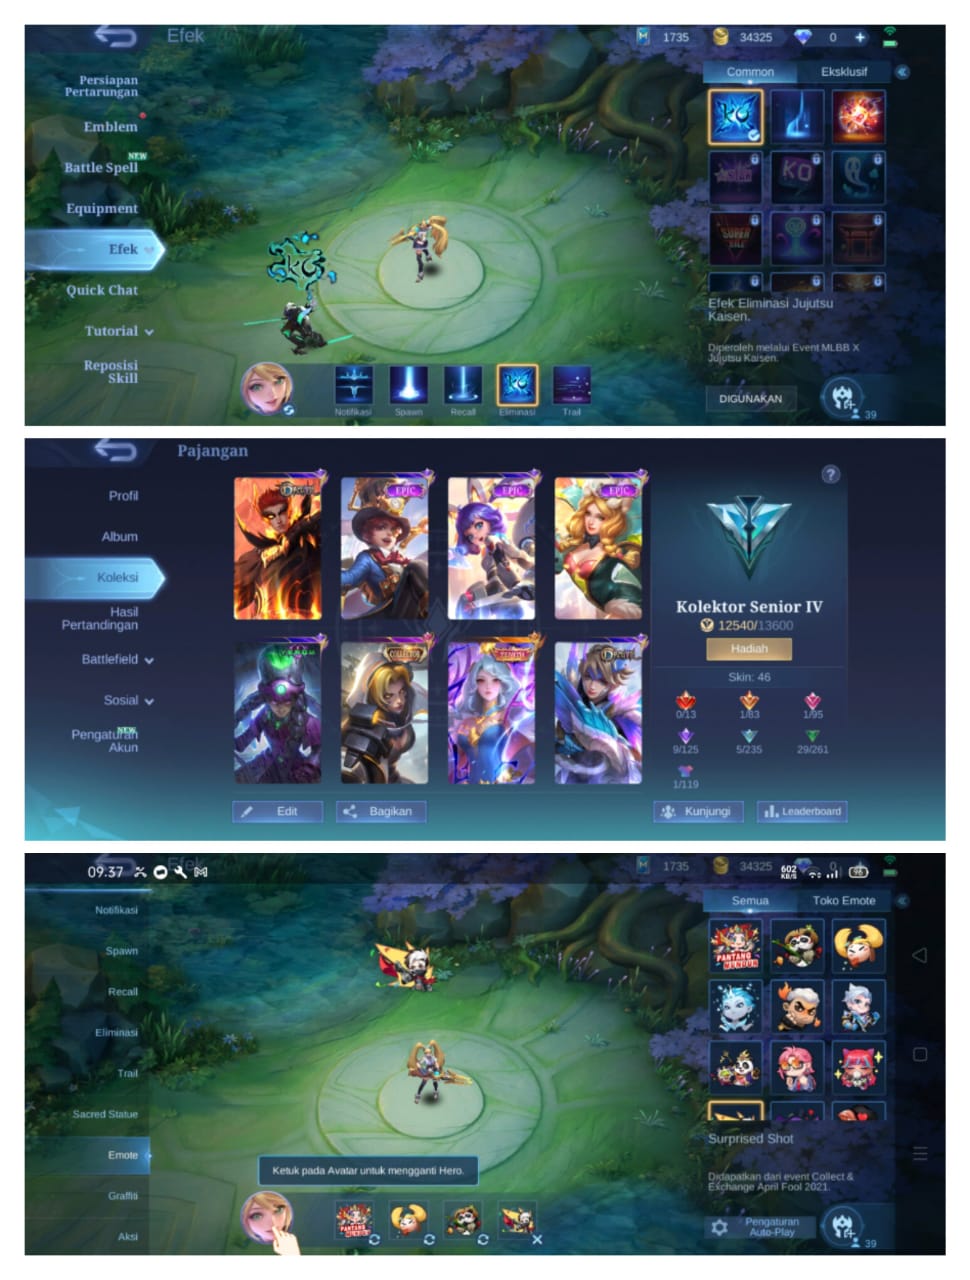 Efek
1735
34325
0
+
Persiapan
Pertarungan
Emblem
NEW
Battle Spell
Equipment
Efek
Quick Chat
Tutorial
Reposisi
Skill
Common
Eksklusif
KO
SUPER
Efek Eliminasi Jujutsu
Kaisen.
Diperoleh melalui Event MLBB X
Jujutsu Kaisen.
DIGUNAKAN
39
Notifikasi
Spawn
Recall
Eliminasi
Trail
Pajangan
?
Profil
Album
Koleksi
Hasil
Pertandingan
Battlefield
Sosial
NEW
Pengaturan
Akun
EPIC
EPIC
EPIC
VENOM
COLLECTOR
ZENITH
Kolektor Senior IV
12540/13600
Hadiah
Skin: 46
0/13
1/83
1/95
9/125
5/235
29/261
1/119
Edit
Bagikan
Kunjungi
Leaderboard
09.37
Efek
1735
34325
602
KB/S
0
Notifikasi
Spawn
Recall
Eliminasi
Trail
Sacred Statue
Emote
Graffiti
Aksi
Semua
Toko Emote
PANTANG
MUNDUR
Surprised Shot
Didapatkan dari event Collect &
Exchange April Fool 2021.
Pengaturan
Auto-Play
39
Ketuk pada Avatar untuk mengganti Hero.
PANTANG
MUNDUR